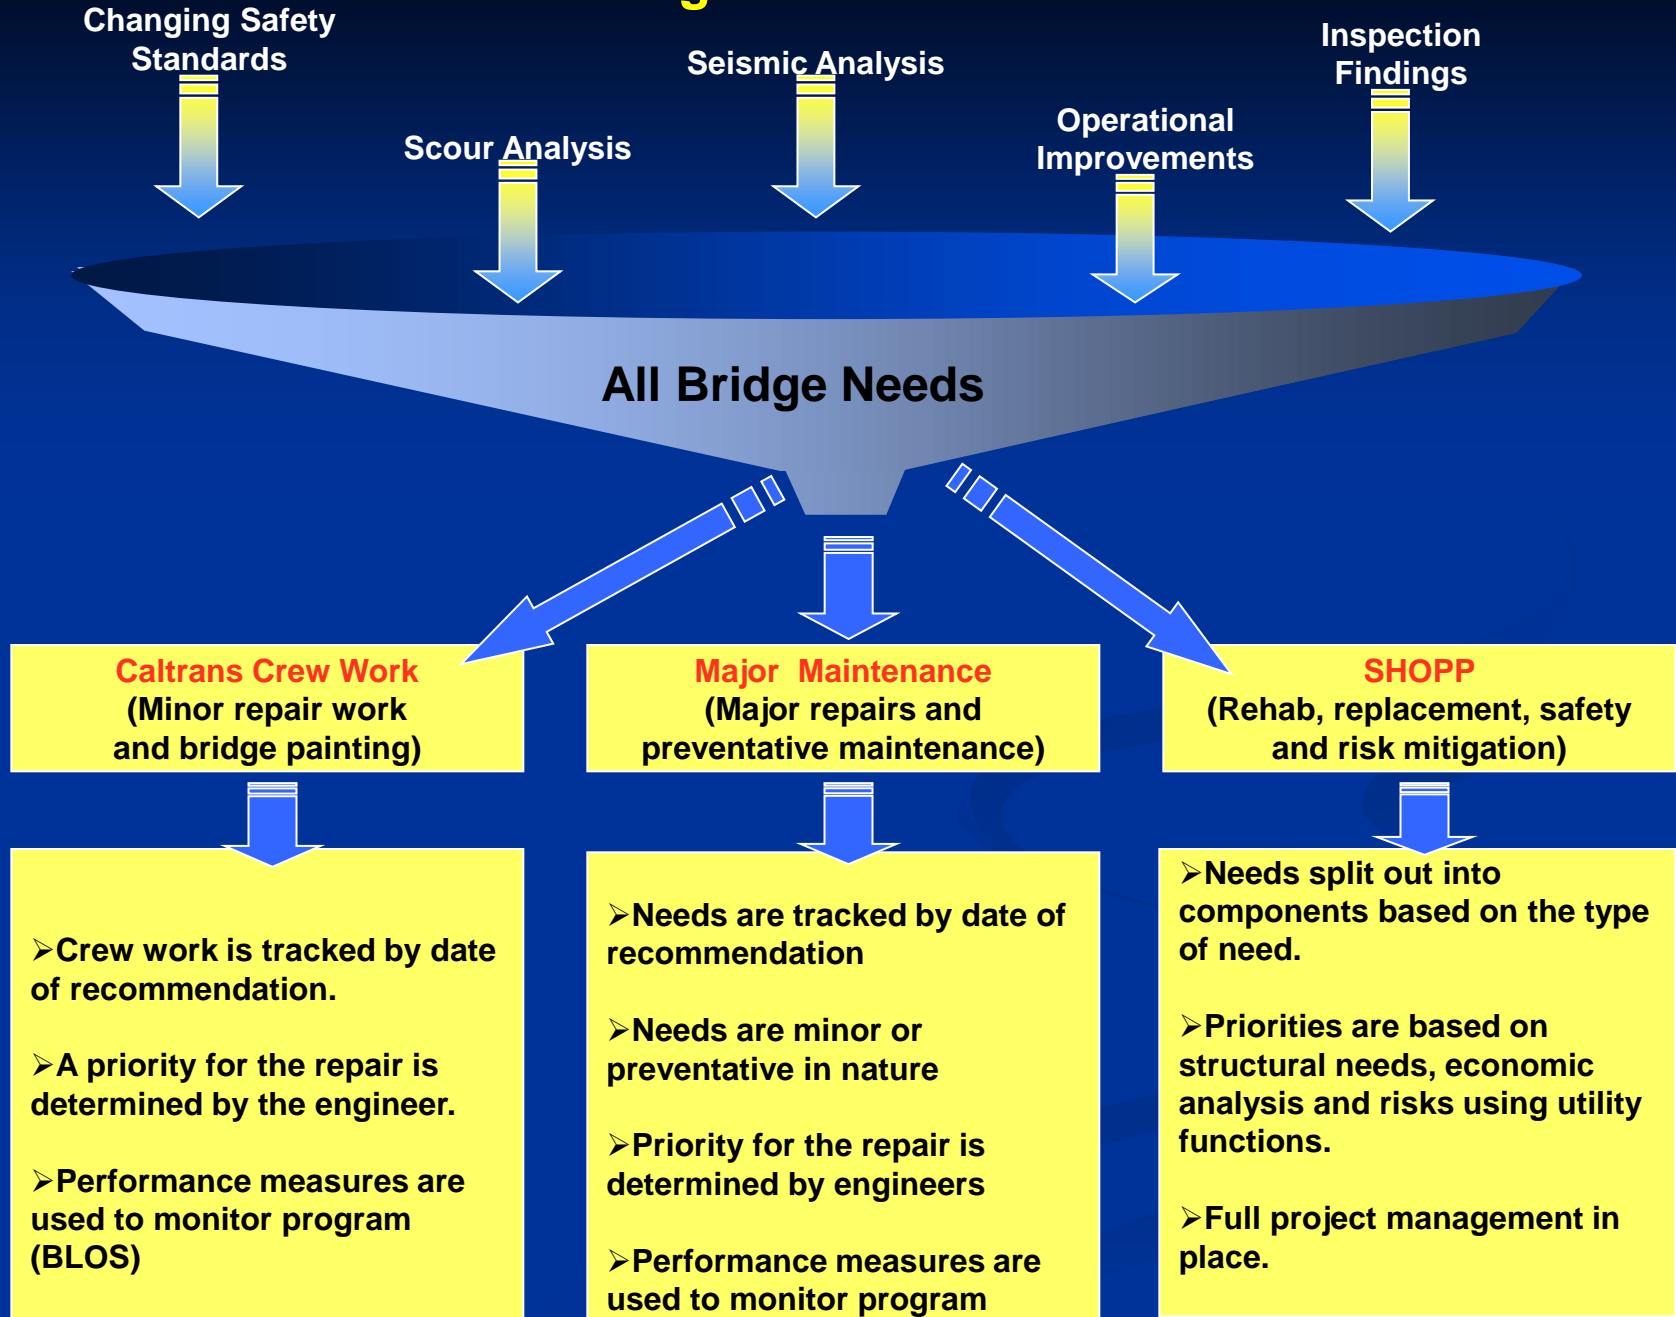 Changing Safety
Standards
Scour Analysis
Seismic Analysis
Operational
Improvements
Inspection
Findings
All Bridge Needs
Caltrans Crew Work
(Minor repair work
and bridge painting)
Major Maintenance
(Major repairs and
preventative maintenance)
SHOPP
(Rehab, replacement, safety
and risk mitigation)
➢Crew work is tracked by date
of recommendation.
➢A priority for the repair is
determined by the engineer.
➢Performance measures are
used to monitor program
(BLOS)
➢Needs are tracked by date of
recommendation
➢Needs are minor or
preventative in nature
➢Priority for the repair is
determined by engineers
➢Performance measures are
used to monitor program
➢Needs split out into
components based on the type
of need.
➢Priorities are based on
structural needs, economic
analysis and risks using utility
functions.
➢Full project management in
place.